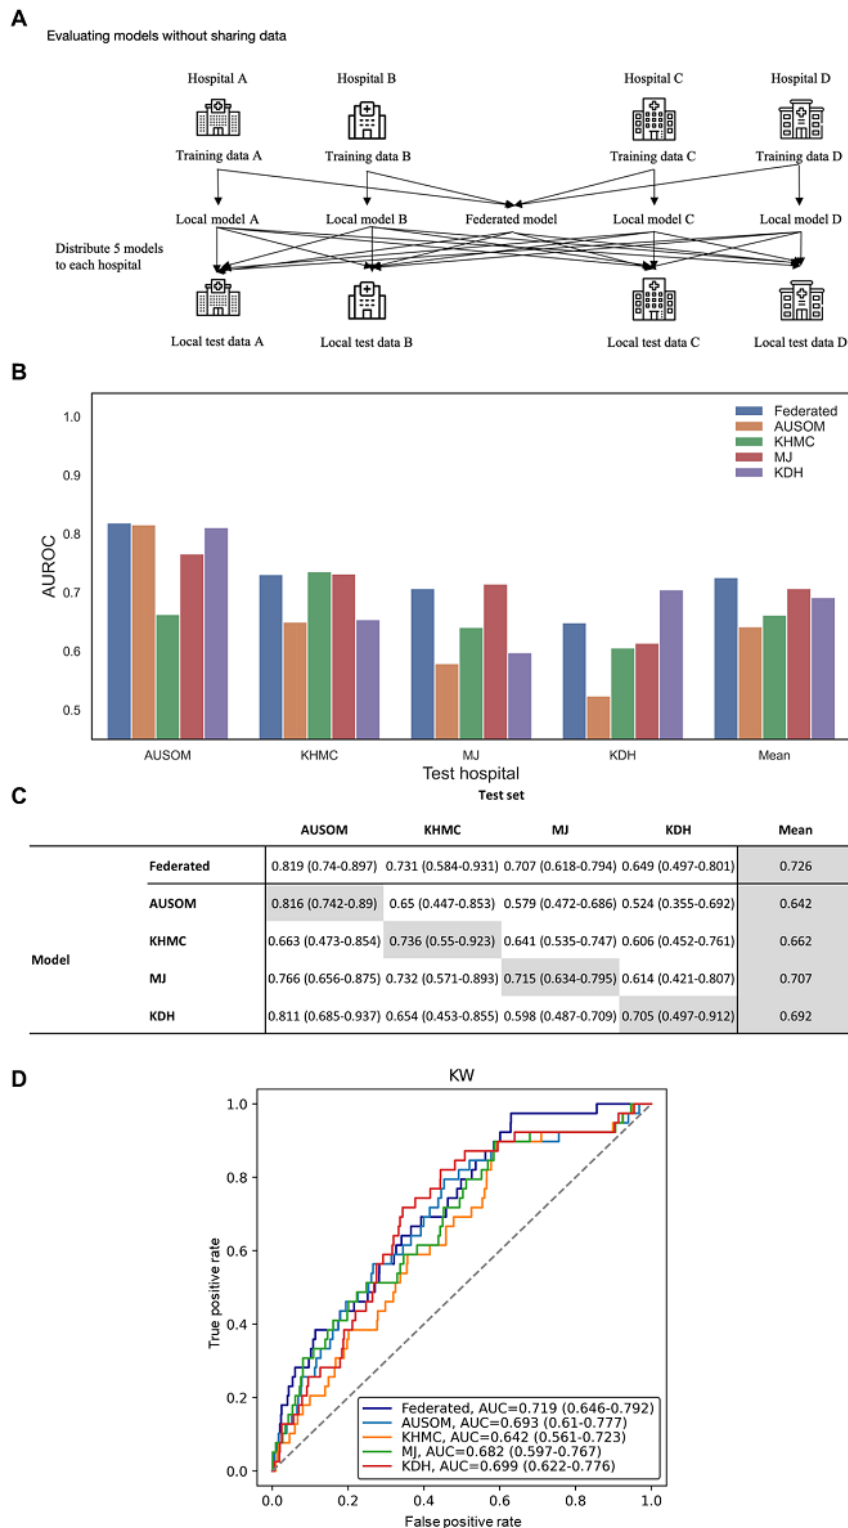 A
Evaluating models without sharing data
Hospital A Hospital B Hospital C Hospital D
Training data A Training data B Training data C Training data D
Local model A Local model B Federated model Local model C Local model D
Distribute 5 models
to each hospital
Local test data A Local test data B Local test data C Local test data D
B
1.0
0.9
0.8
0.7
0.6
0.5
AUROC
Federated
AUSOM
KHMC
MJ
KDH
AUSOM KHMC MJ KDH Mean
Test hospital
C
Test set
AUSOM KHMC MJ KDH Mean
Federated 0.819 (0.74-0.897) 0.731 (0.584-0.931) 0.707 (0.618-0.794) 0.649 (0.497-0.801) 0.726
AUSOM 0.816 (0.742-0.89) 0.65 (0.447-0.853) 0.579 (0.472-0.686) 0.524 (0.355-0.692) 0.642
KHMC 0.663 (0.473-0.854) 0.736 (0.55-0.923) 0.641 (0.535-0.747) 0.606 (0.452-0.761) 0.662
Model
MJ 0.766 (0.656-0.875) 0.732 (0.571-0.893) 0.715 (0.634-0.795) 0.614 (0.421-0.807) 0.707
KDH 0.811 (0.685-0.937) 0.654 (0.453-0.855) 0.598 (0.487-0.709) 0.705 (0.497-0.912) 0.692
D
KW
1.0
0.8
0.6
0.4
0.2
0.0
True positive rate
Federated, AUC=0.719 (0.646-0.792)
AUSOM, AUC=0.693 (0.61-0.777)
KHMC, AUC=0.642 (0.561-0.723)
MJ, AUC=0.682 (0.597-0.767)
KDH, AUC=0.699 (0.622-0.776)
0.0 0.2 0.4 0.6 0.8 1.0
False positive rate